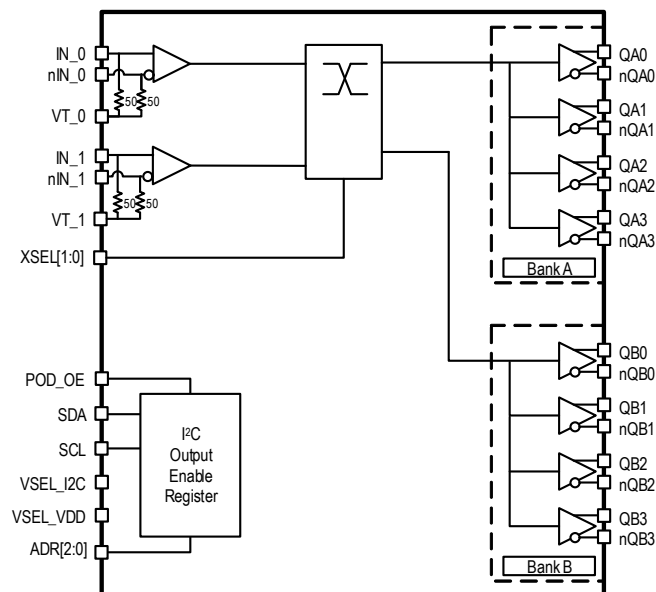 IN_0
nIN_0
50 50
VT_0
IN_1
nIN_1
50 50
VT_1
XSEL[1:0]
POD_OE
SDA
SCL
VSEL_I2C
VSEL_VDD
ADR[2:0]
I²C
Output
Enable
Register
QA0
nQA0
QA1
nQA1
QA2
nQA2
QA3
nQA3
Bank A
QB0
nQB0
QB1
nQB1
QB2
nQB2
QB3
nQB3
Bank B